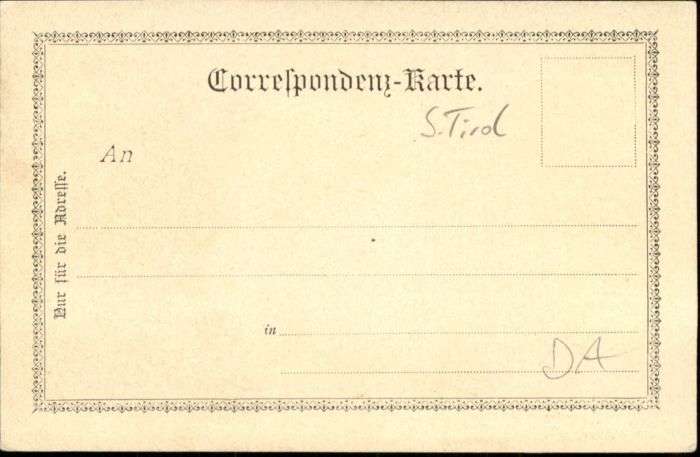 Correspondenz-Karte.
S. Tirol
An
Nur für die Adresse.
in
DA